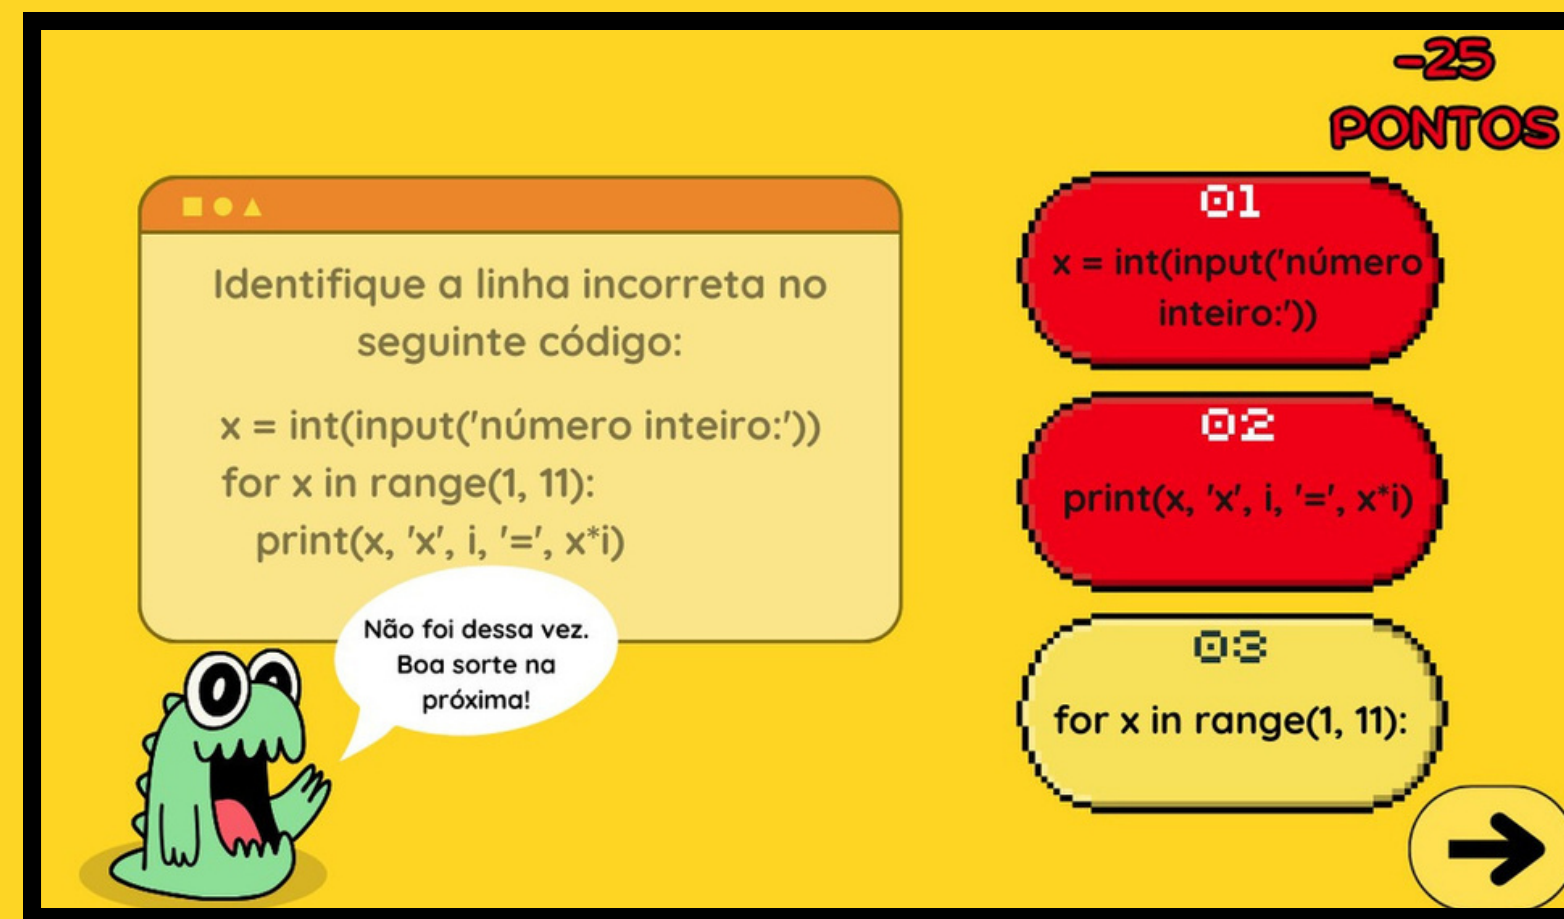 -25
PONTOS
Identifique a linha incorreta no
seguinte código:
x = int(input('número inteiro:'))
for x in range(1, 11):
print(x, 'x', i, '=', x*i)
Não foi dessa vez.
Boa sorte na
próxima!
01
x = int(input('número
inteiro:'))
02
print(x, 'x', i, '=', x*i)
03
for x in range(1, 11):